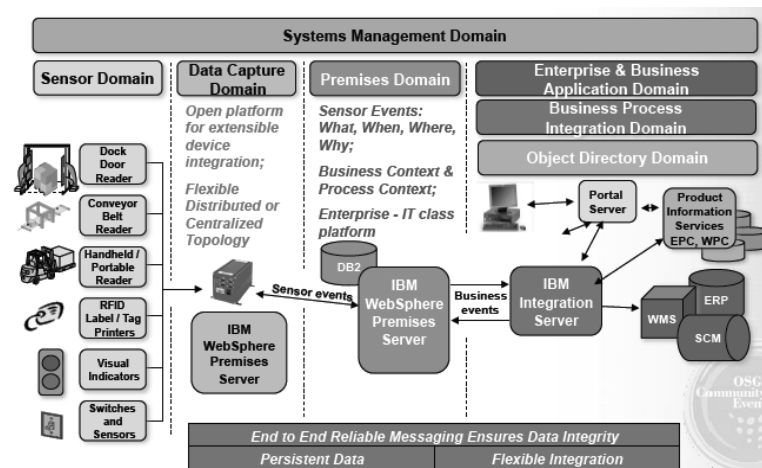 Systems Management Domain
Sensor Domain
Data Capture
Domain
Premises Domain
Enterprise & Business
Application Domain
Business Process
Integration Domain
Object Directory Domain
Open platform
for extensible
device
integration;
Flexible
Distributed or
Centralized
Topology
Sensor Events:
What, When, Where,
Why;
Business Context &
Process Context;
Enterprise - IT class
platform
Dock
Door
Reader
Conveyor
Belt
Reader
Handheld /
Portable
Reader
RFID
Label / Tag
Printers
Visual
Indicators
Switches
and
Sensors
IBM
WebSphere
Premises
Server
Sensor events
DB2
IBM
WebSphere
Premises
Server
Business
events
IBM
Integration
Server
Portal
Server
Product
Information
Services
EPC, WPC
WMS
ERP
SCM
End to End Reliable Messaging Ensures Data Integrity
Persistent Data
Flexible Integration
OSG
Community
Even